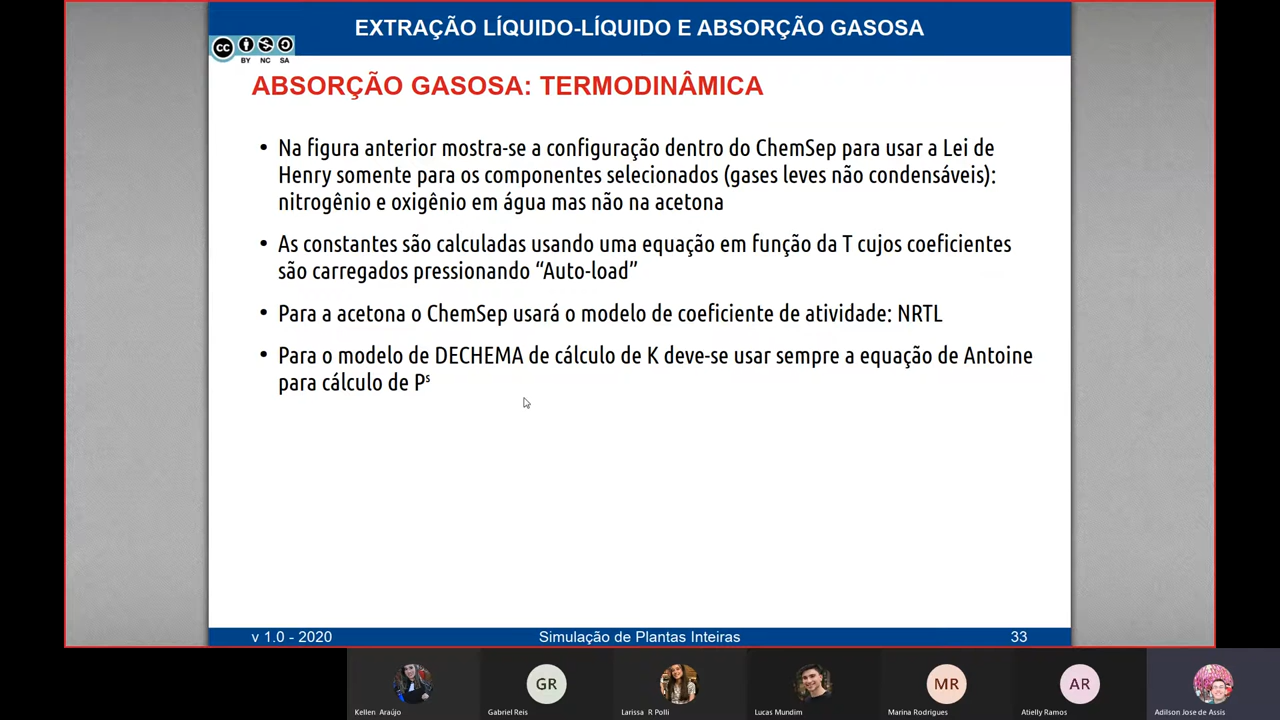 EXTRAÇÃO LÍQUIDO-LÍQUIDO E ABSORÇÃO GASOSA
cc
BY NC SA
ABSORÇÃO GASOSA: TERMODINÂMICA
• Na figura anterior mostra-se a configuração dentro do ChemSep para usar a Lei de
Henry somente para os componentes selecionados (gases leves não condensáveis):
nitrogênio e oxigênio em água mas não na acetona
• As constantes são calculadas usando uma equação em função da T cujos coeficientes
são carregados pressionando “Auto-load”
• Para a acetona o ChemSep usará o modelo de coeficiente de atividade: NRTL
• Para o modelo de DECHEMA de cálculo de K deve-se usar sempre a equação de Antoine
para cálculo de Pˢ
v 1.0 - 2020 Simulação de Plantas Inteiras 33
GR MR AR
Kellen Araújo Gabriel Reis Larissa R Polli Lucas Mundim Marina Rodrigues Atielly Ramos Adilson Jose de Assis